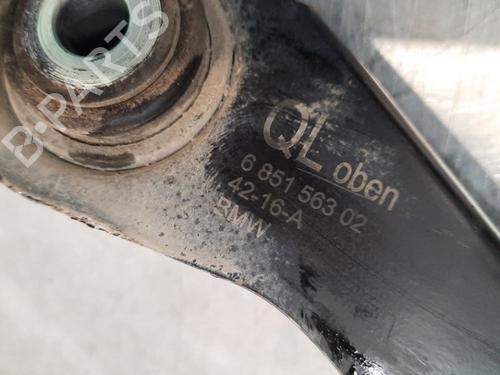 B-PARTS
QL oben
6 851 563 02
42-16-A
BMW